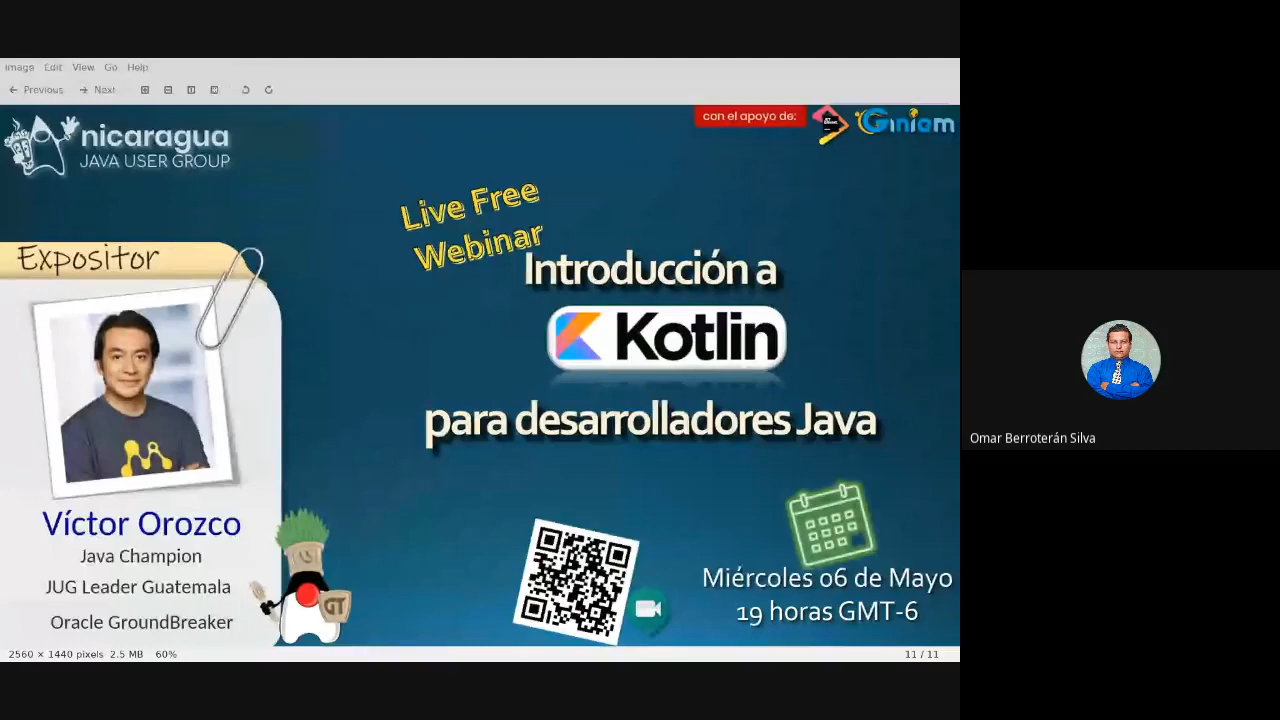 Image Edit View Go Help
Previous Next
nicaragua
JAVA USER GROUP
con el apoyo de:
Giniem
Live Free
Webinar
Expositor
Introducción a
Kotlin
para desarrolladores Java
Víctor Orozco
Java Champion
JUG Leader Guatemala
Oracle GroundBreaker
GT
Miércoles 06 de Mayo
19 horas GMT-6
2560 × 1440 pixels 2.5 MB 60%
11 / 11
Omar Berroterán Silva